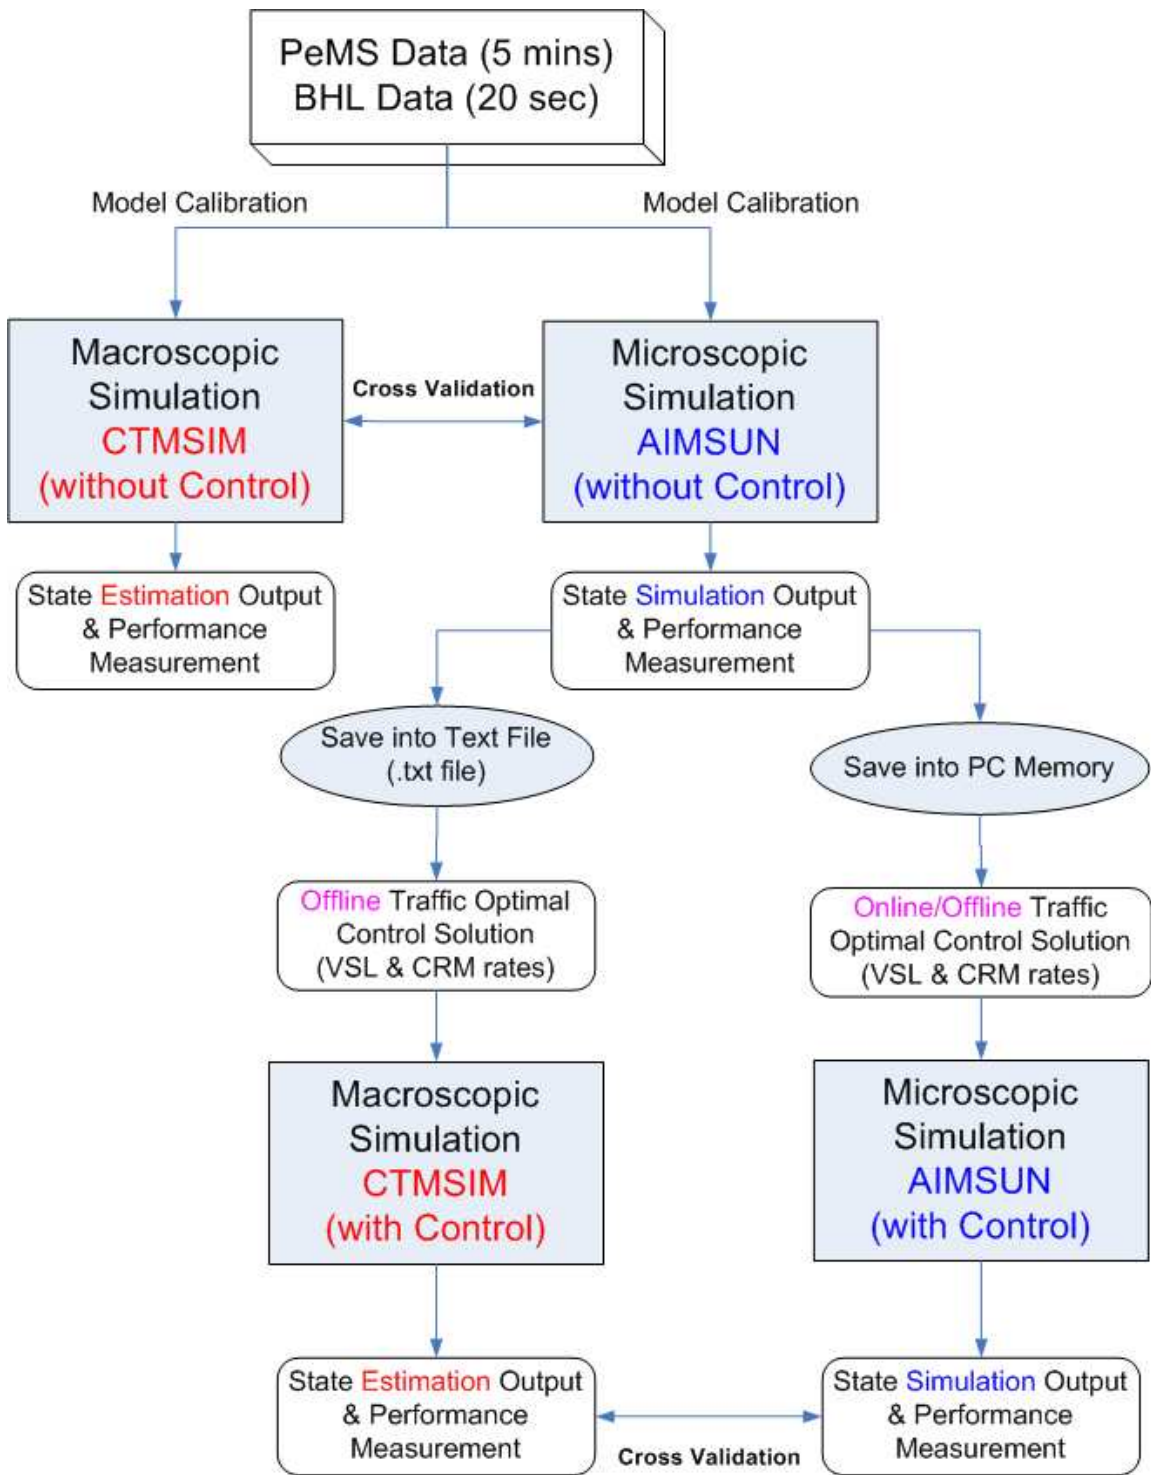 PeMS Data (5 mins)
BHL Data (20 sec)
Model Calibration
Model Calibration
Macroscopic
Simulation
CTMSIM
(without Control)
Cross Validation
Microscopic
Simulation
AIMSUN
(without Control)
State Estimation Output
& Performance
Measurement
State Simulation Output
& Performance
Measurement
Save into Text File
(.txt file)
Save into PC Memory
Offline Traffic Optimal
Control Solution
(VSL & CRM rates)
Online/Offline Traffic
Optimal Control Solution
(VSL & CRM rates)
Macroscopic
Simulation
CTMSIM
(with Control)
Microscopic
Simulation
AIMSUN
(with Control)
State Estimation Output
& Performance
Measurement
Cross Validation
State Simulation Output
& Performance
Measurement